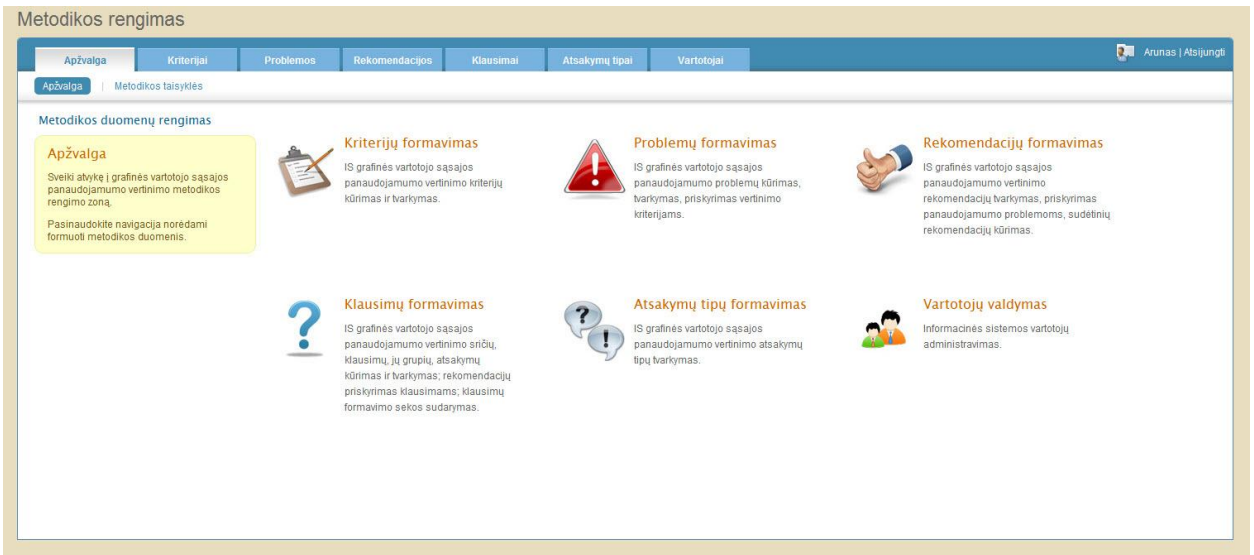 Metodikos rengimas
Apžvalga
Kriterijai
Problemos
Rekomendacijos
Klausimai
Atsakymų tipai
Vartotojai
Arunas | Atsijungti
Apžvalga | Metodikos taisyklės
Metodikos duomenų rengimas
Apžvalga
Sveiki atvykę į grafinės vartotojo sąsajos
panaudojamumo vertinimo metodikos
rengimo zoną.
Pasinaudokite navigacija norėdami
formuoti metodikos duomenis.
Kriterijų formavimas
IS grafinės vartotojo sąsajos
panaudojamumo vertinimo kriterijų
kūrimas ir tvarkymas.
Problemų formavimas
IS grafinės vartotojo sąsajos
panaudojamumo problemų kūrimas,
tvarkymas, priskyrimas vertinimo
kriterijams.
Rekomendacijų formavimas
IS grafinės vartotojo sąsajos
panaudojamumo vertinimo
rekomendacijų tvarkymas, priskyrimas
panaudojamumo problemoms, sudėtinių
rekomendacijų kūrimas.
Klausimų formavimas
IS grafinės vartotojo sąsajos
panaudojamumo vertinimo sričių,
klausimų, jų grupių, atsakymų
kūrimas ir tvarkymas; rekomendacijų
priskyrimas klausimams; klausimų
formavimo sekos sudarymas.
Atsakymų tipų formavimas
IS grafinės vartotojo sąsajos
panaudojamumo vertinimo atsakymų
tipų tvarkymas.
Vartotojų valdymas
Informacinės sistemos vartotojų
administravimas.